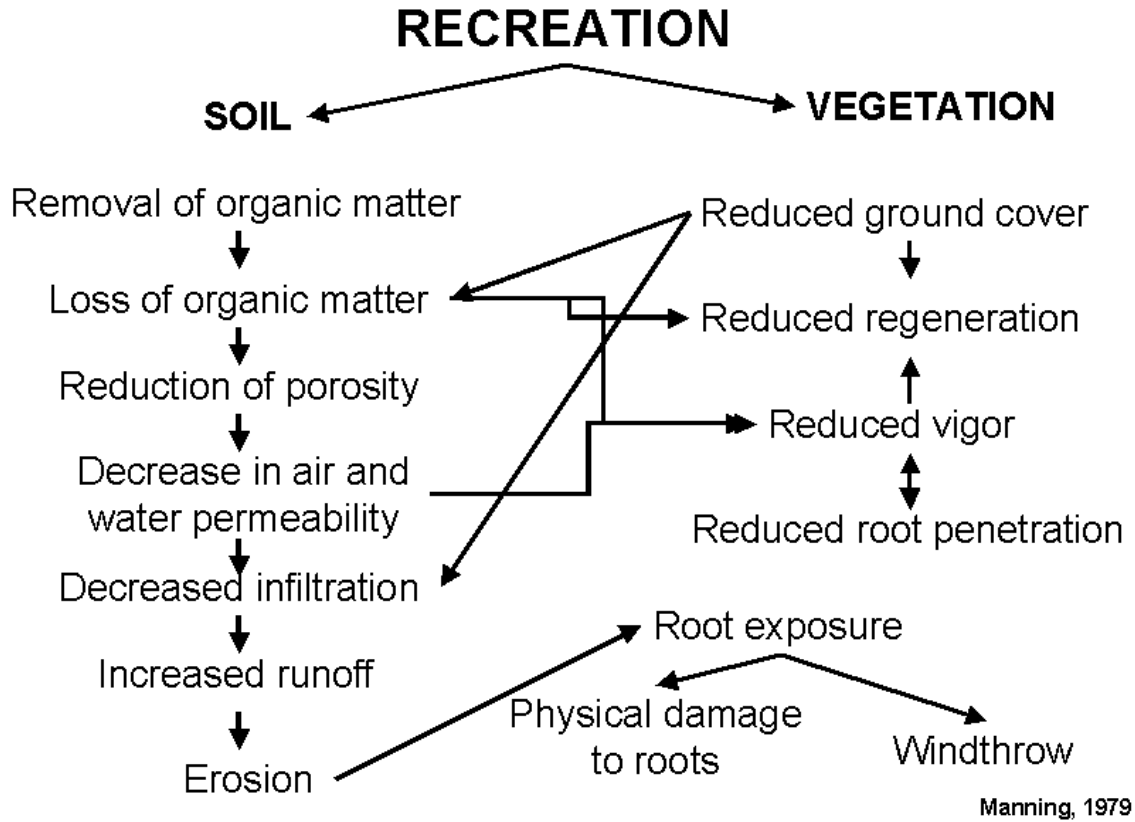 RECREATION
SOIL
VEGETATION
Removal of organic matter
Loss of organic matter
Reduction of porosity
Decrease in air and
water permeability
Decreased infiltration
Increased runoff
Erosion
Reduced ground cover
Reduced regeneration
Reduced vigor
Reduced root penetration
Root exposure
Physical damage
to roots
Windthrow
Manning, 1979